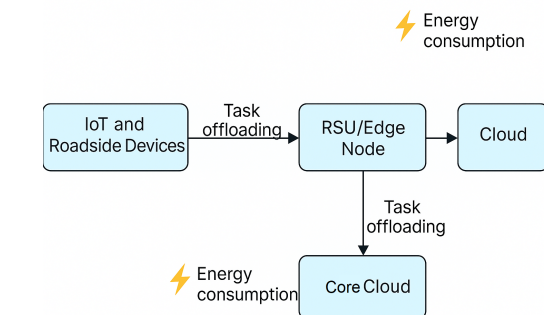 Energy
consumption
IoT and
Roadside Devices
Task
offloading
RSU/Edge
Node
Cloud
Task
offloading
Energy
consumption
Core Cloud